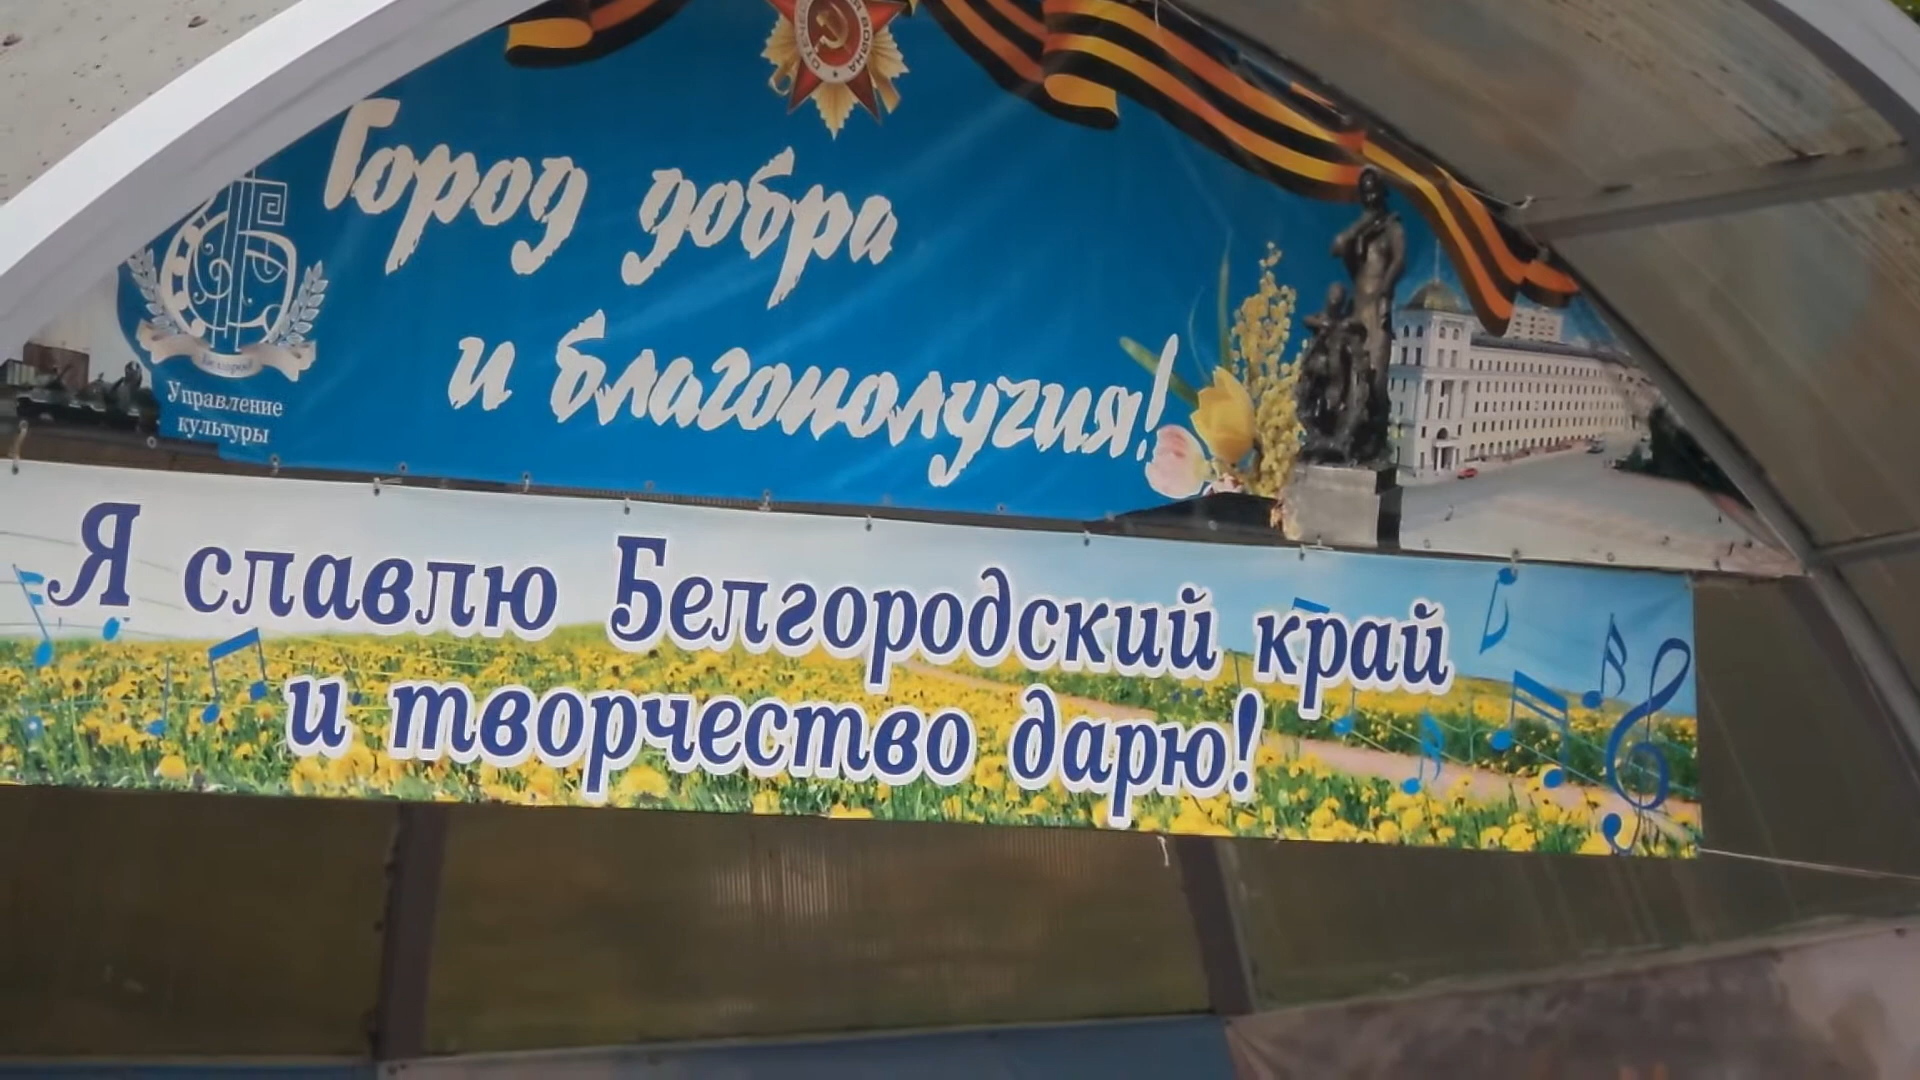 Город добра
и благополучия!
Управление
культуры
Я славлю Белгородский край
и творчество дарю!